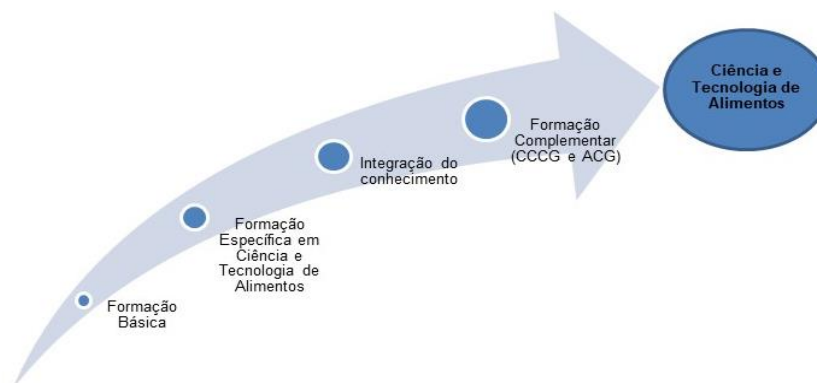 Formação
Básica
Formação
Específica em
Ciência e
Tecnologia de
Alimentos
Integração do
conhecimento
Formação
Complementar
(CCCG e ACG)
Ciência e
Tecnologia de
Alimentos